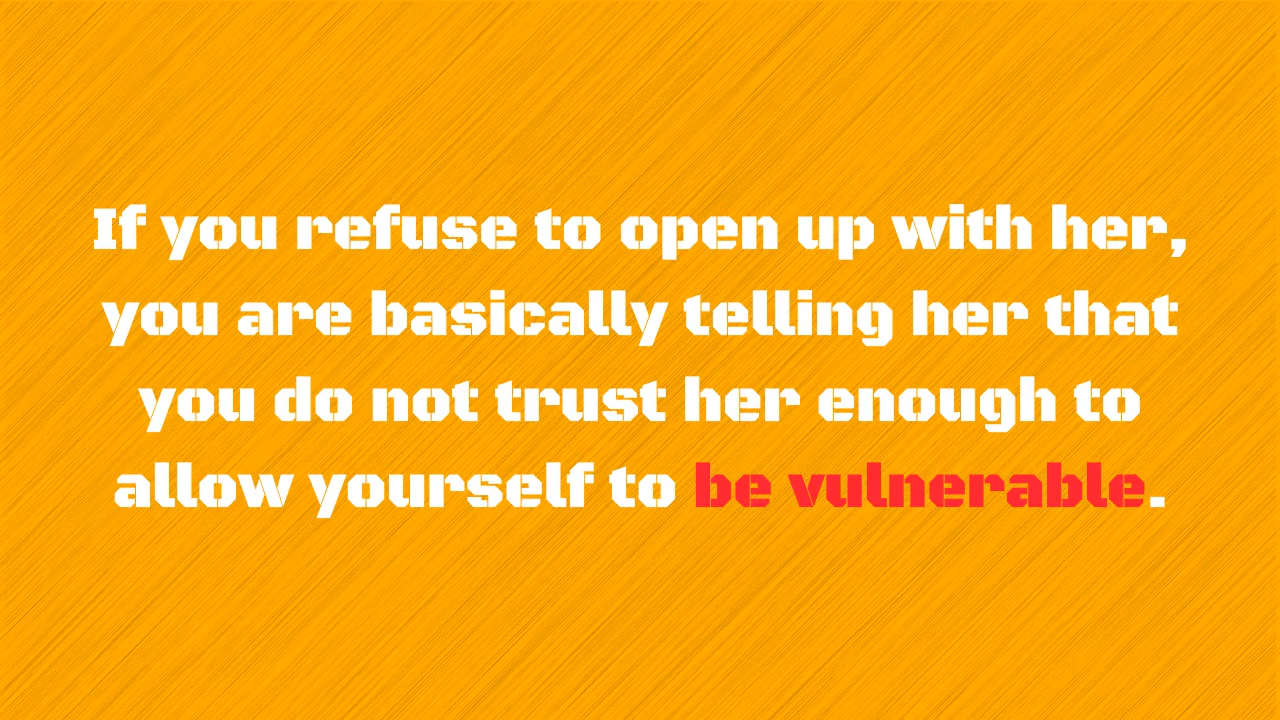 If you refuse to open up with her,
you are basically telling her that
you do not trust her enough to
allow yourself to be vulnerable.